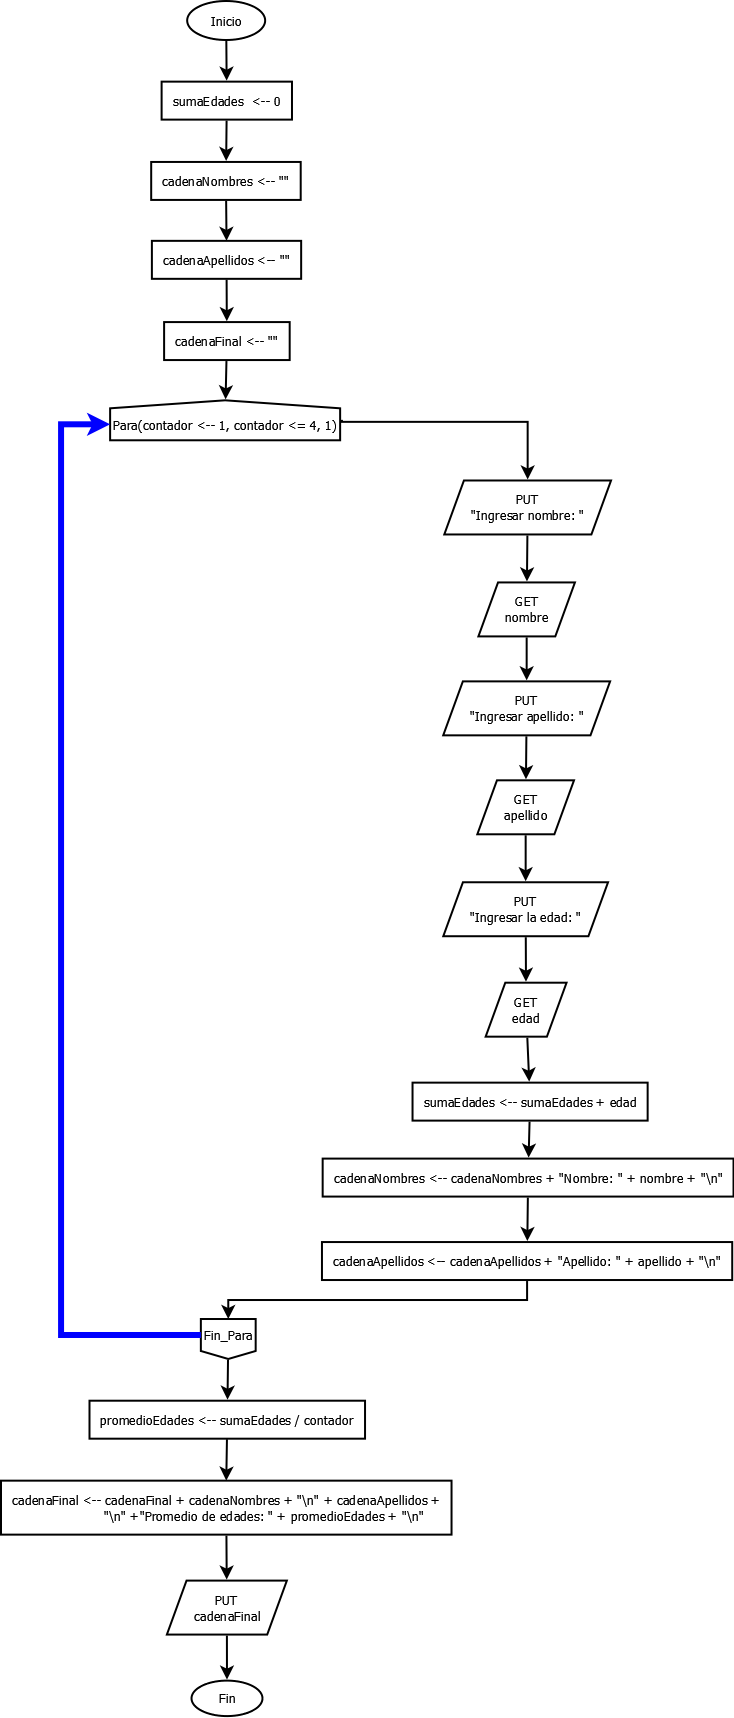 Inicio
sumaEdades <-- 0
cadenaNombres <-- ""
cadenaApellidos <-- ""
cadenaFinal <-- ""
Para(contador <-- 1, contador <= 4, 1)
PUT
"Ingresar nombre: "
GET
nombre
PUT
"Ingresar apellido: "
GET
apellido
PUT
"Ingresar la edad: "
GET
edad
sumaEdades <-- sumaEdades + edad
cadenaNombres <-- cadenaNombres + "Nombre: " + nombre + "\n"
cadenaApellidos <-- cadenaApellidos + "Apellido: " + apellido + "\n"
Fin_Para
promedioEdades <-- sumaEdades / contador
cadenaFinal <-- cadenaFinal + cadenaNombres + "\n" + cadenaApellidos +
"\n" +"Promedio de edades: " + promedioEdades + "\n"
PUT
cadenaFinal
Fin